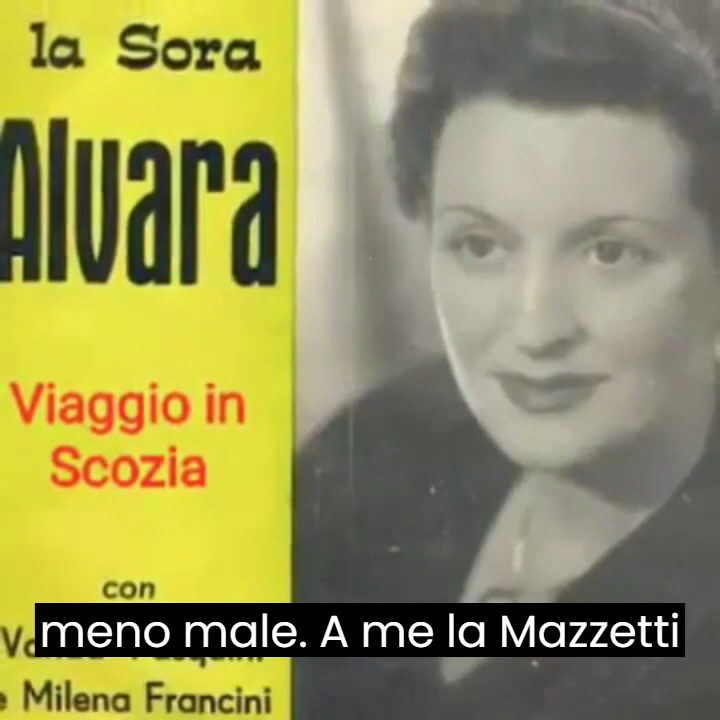 la Sora
Alvara
Viaggio in
Scozia
con
meno male. A me la Mazzetti
e Milena Francini